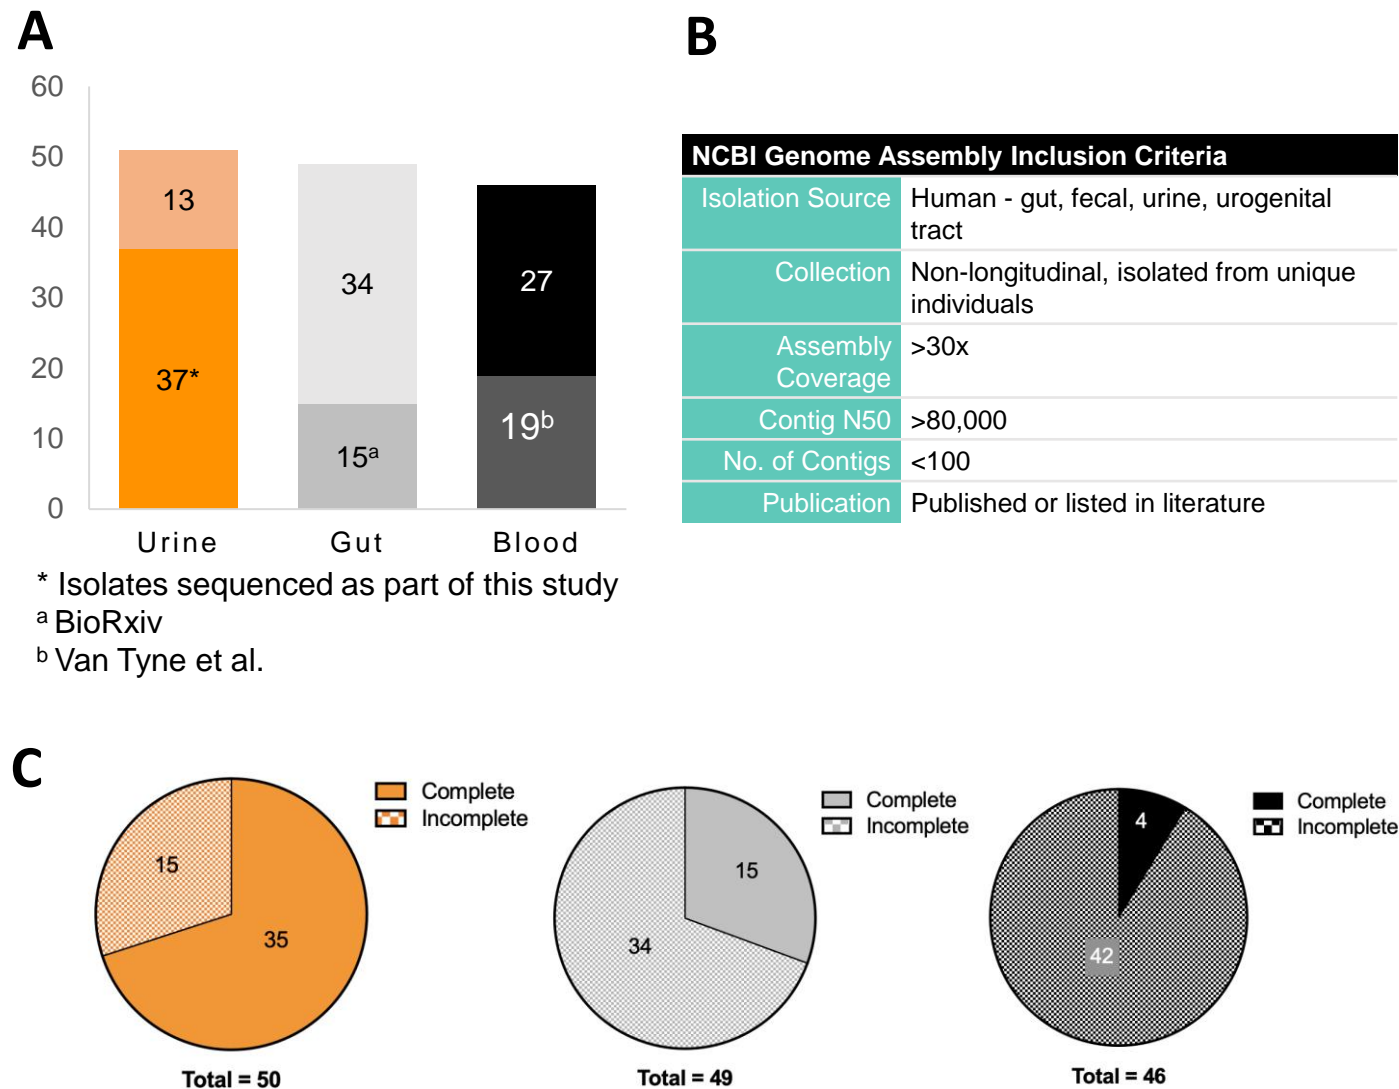 A
60
50
40
30
20
10
0
13
37*
34
15a
27
19b
Urine Gut Blood
* Isolates sequenced as part of this study
a BioRxiv
b Van Tyne et al.
B
NCBI Genome Assembly Inclusion Criteria
Isolation Source Human - gut, fecal, urine, urogenital
tract
Collection Non-longitudinal, isolated from unique
individuals
Assembly >30x
Coverage
Contig N50 >80,000
No. of Contigs <100
Publication Published or listed in literature
C
15
35
Complete
Incomplete
Total = 50
15
34
Complete
Incomplete
Total = 49
4
42
Complete
Incomplete
Total = 46